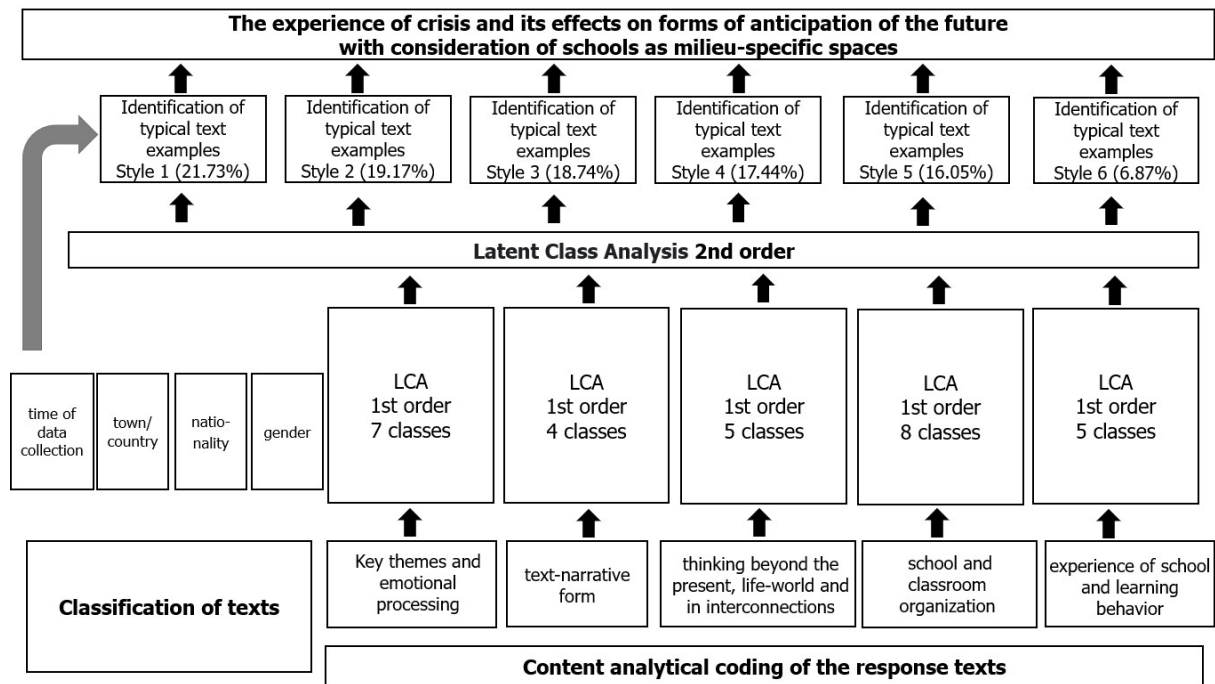 The experience of crisis and its effects on forms of anticipation of the future
with consideration of schools as milieu-specific spaces
Identification of
typical text
examples
Style 1 (21.73%)
Identification of
typical text
examples
Style 2 (19.17%)
Identification of
typical text
examples
Style 3 (18.74%)
Identification of
typical text
examples
Style 4 (17.44%)
Identification of
typical text
examples
Style 5 (16.05%)
Identification of
typical text
examples
Style 6 (6.87%)
Latent Class Analysis 2nd order
time of
data
collection
town/
country
natio-
nality
gender
LCA
1st order
7 classes
LCA
1st order
4 classes
LCA
1st order
5 classes
LCA
1st order
8 classes
LCA
1st order
5 classes
Classification of texts
Key themes and
emotional
processing
text-narrative
form
thinking beyond the
present, life-world and
in interconnections
school and
classroom
organization
experience of school
and learning
behavior
Content analytical coding of the response texts